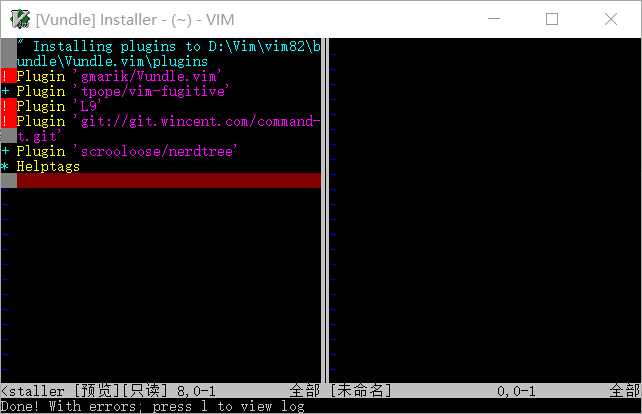 [Vundle] Installer - (~) - VIM
" Installing plugins to D:\Vim\vim82\b
undle\Vundle.vim\plugins
! Plugin 'gmarik/Vundle.vim'
+ Plugin 'tpope/vim-fugitive'
! Plugin 'L9'
! Plugin 'git://git.wincent.com/command-
t.git'
+ Plugin 'scrooloose/nerdtree'
* Helptags
<staller [预览][只读] 8,0-1 全部 [未命名] 0,0-1 全部
Done! With errors; press l to view log